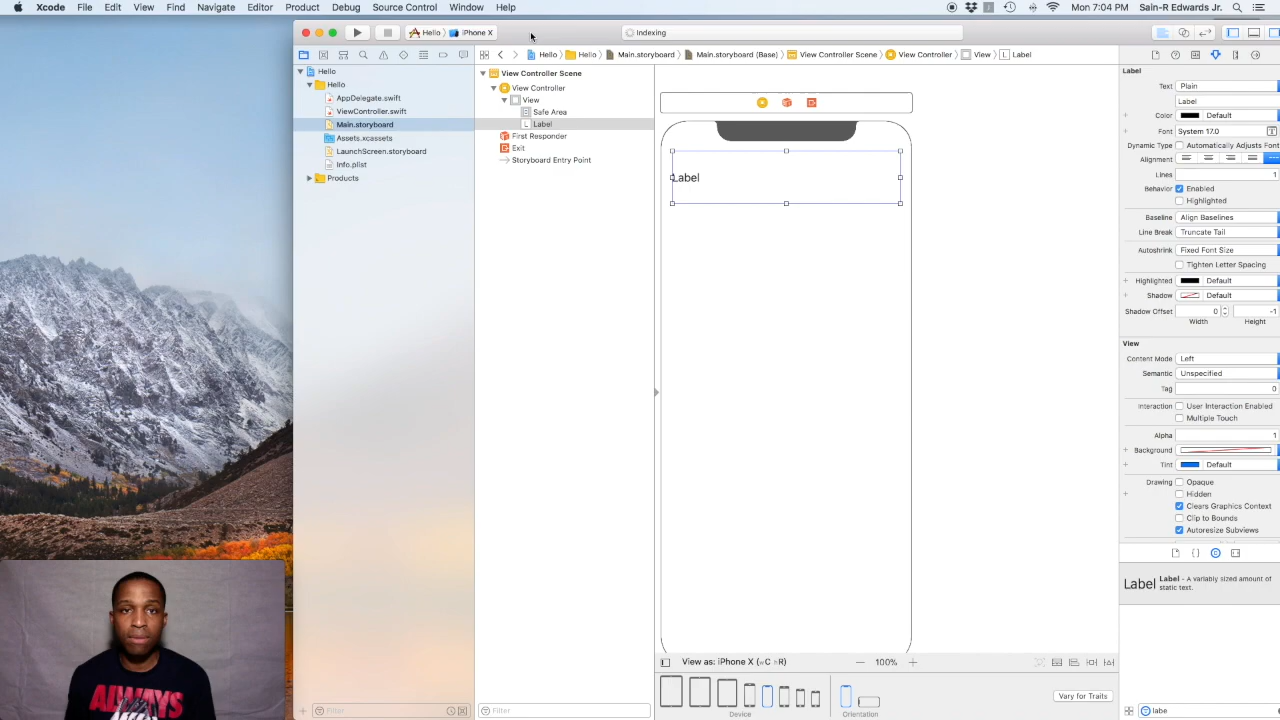 Xcode File Edit View Find Navigate Editor Product Debug Source Control Window Help
Mon 7:04 PM Sain-R Edwards Jr.
Hello iPhone X
Indexing
Hello Hello Main.storyboard Main.storyboard (Base) View Controller Scene View Controller View L Label
Hello
Hello
AppDelegate.swift
ViewController.swift
Main.storyboard
Assets.xcassets
LaunchScreen.storyboard
Info.plist
Products
View Controller Scene
View Controller
View
Safe Area
L Label
First Responder
Exit
Storyboard Entry Point
Label
Label
Text Plain
Label
Color Default
Font System 17.0
Dynamic Type Automatically Adjusts Font
Alignment
Lines 1
Behavior Enabled
Highlighted
Baseline Align Baselines
Line Break Truncate Tail
Autoshrink Fixed Font Size
Tighten Letter Spacing
Highlighted Default
Shadow Default
Shadow Offset 0 -1
Width Height
View
Content Mode Left
Semantic Unspecified
Tag 0
Interaction User Interaction Enabled
Multiple Touch
Alpha 1
Background
Tint Default
Drawing Opaque
Hidden
Clears Graphics Context
Clip to Bounds
Autoresize Subviews
Label Label - A variably sized amount of static text.
View as: iPhone X (wC hR)
100%
Vary for Traits
Device
Orientation
Filter
Filter
labe
ALWAYS